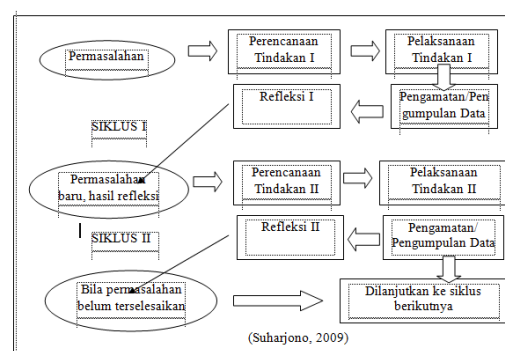 Permasalahan
Perencanaan
Tindakan I
Pelaksanaan
Tindakan I
Refleksi I
Pengamatan/Pen
gumpulan Data
SIKLUS I
Permasalahan
baru, hasil refleksi
Perencanaan
Tindakan II
Pelaksanaan
Tindakan II
SIKLUS II
Refleksi II
Pengamatan/
Pengumpulan Data
Bila permasalahan
belum terselesaikan
Dilanjutkan ke siklus
berikutnya
(Suharjono, 2009)